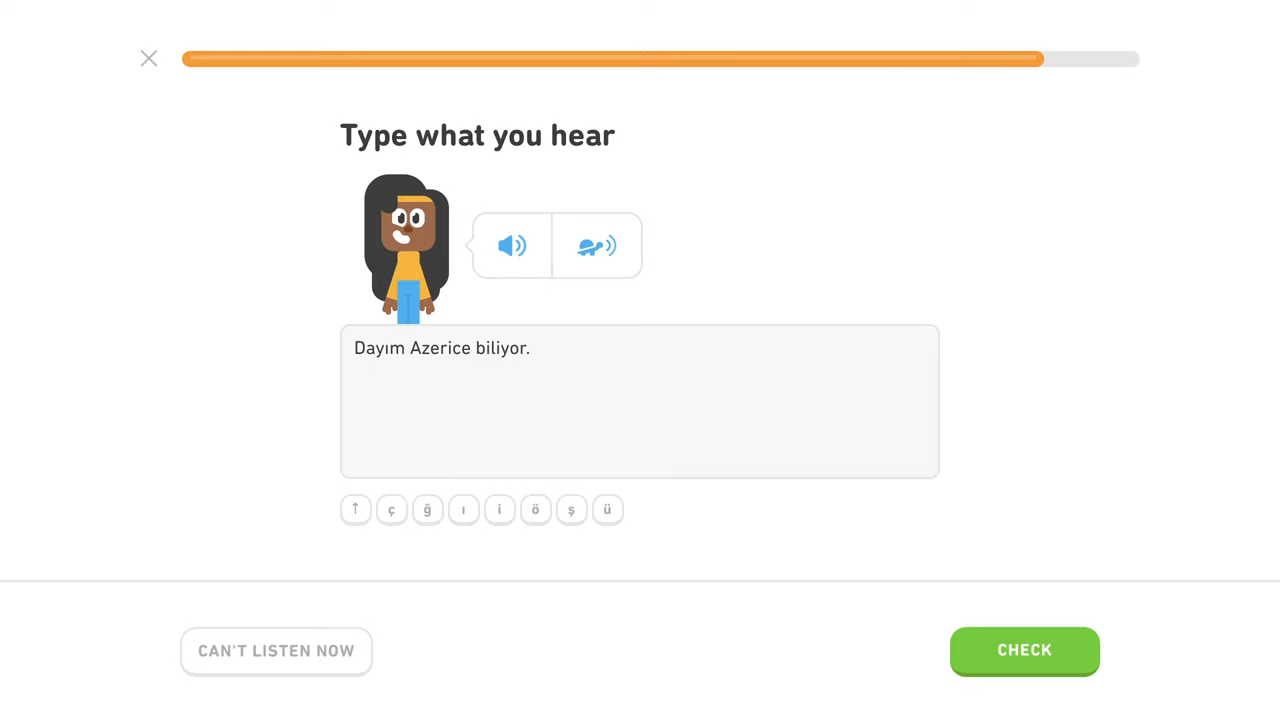 Type what you hear
Dayım Azerice biliyor.
↑ ç ğ ı i ö ş ü
CAN'T LISTEN NOW
CHECK